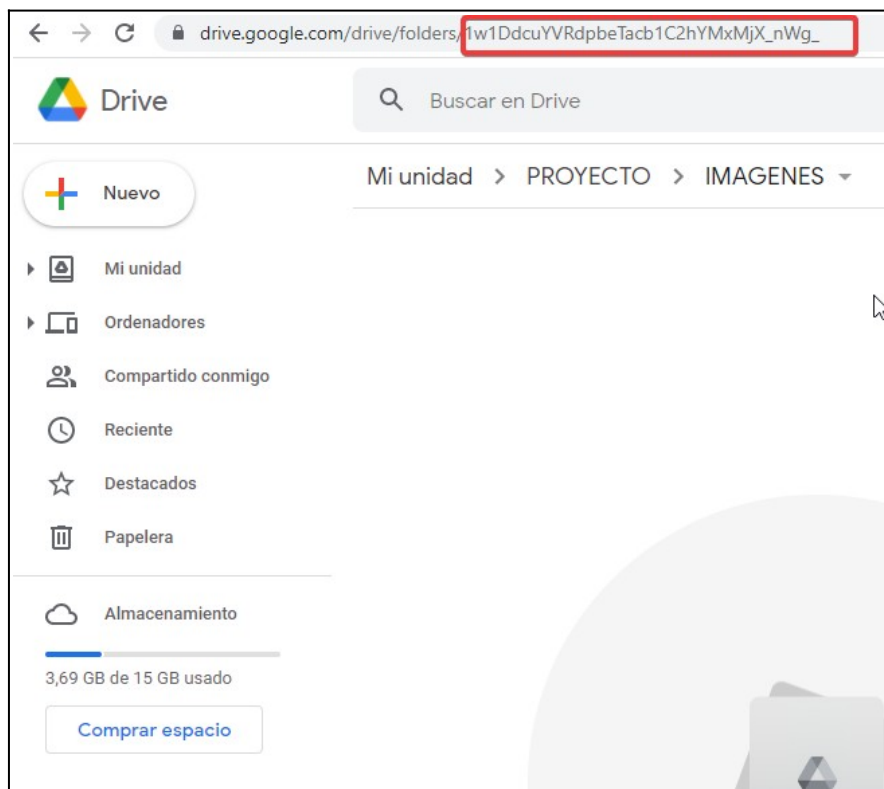 drive.google.com/drive/folders/1w1DdcuYVRdpbeTacb1C2hYMxMjX_nWg_
Drive
Buscar en Drive
Nuevo
Mi unidad > PROYECTO > IMAGENES
Mi unidad
Ordenadores
Compartido conmigo
Reciente
Destacados
Papelera
Almacenamiento
3,69 GB de 15 GB usado
Comprar espacio